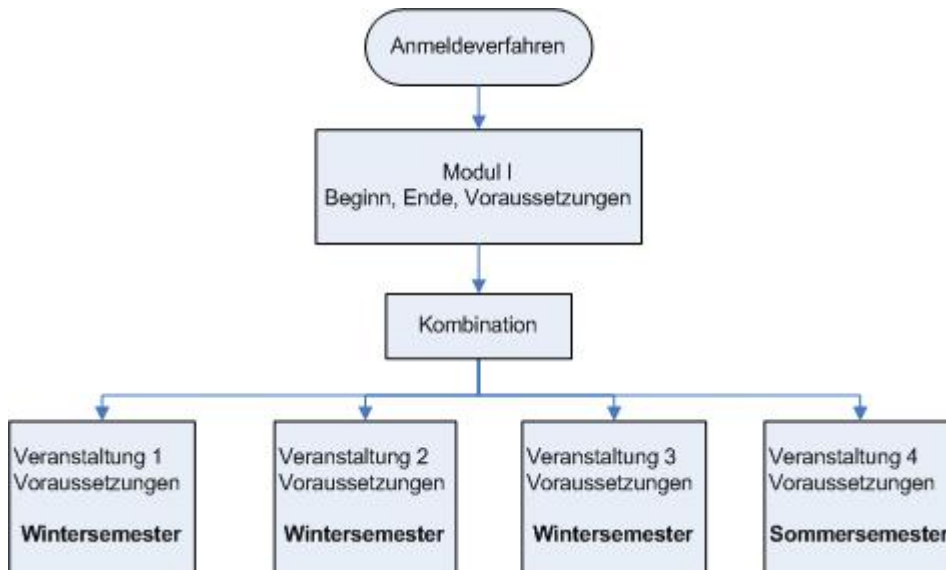 Anmeldeverfahren
Modul I
Beginn, Ende, Voraussetzungen
Kombination
Veranstaltung 1
Voraussetzungen
Wintersemester
Veranstaltung 2
Voraussetzungen
Wintersemester
Veranstaltung 3
Voraussetzungen
Wintersemester
Veranstaltung 4
Voraussetzungen
Sommersemester